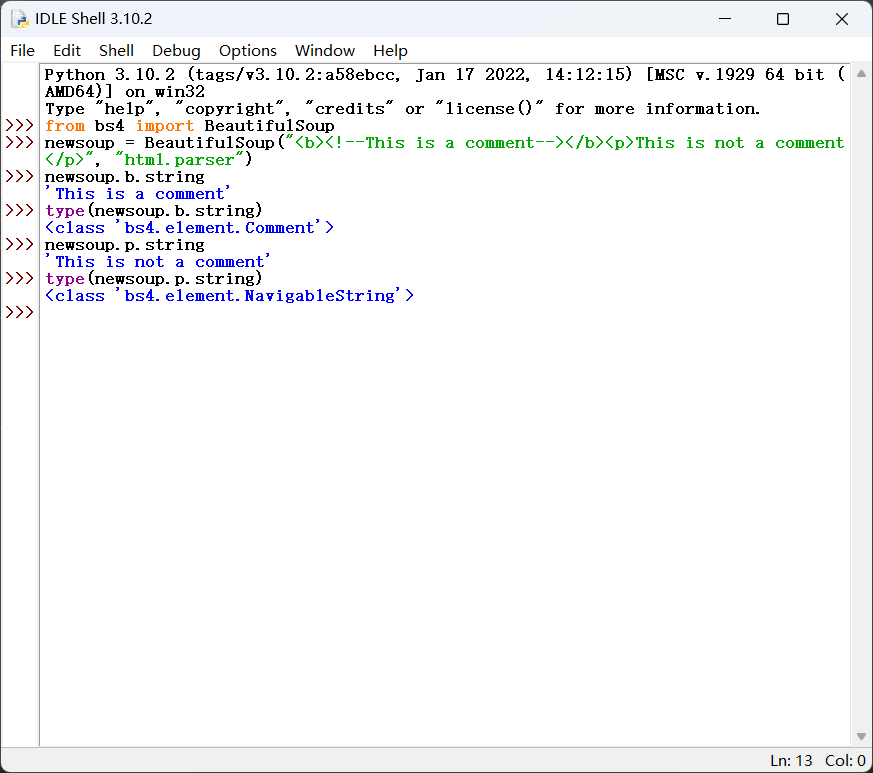 IDLE Shell 3.10.2
File Edit Shell Debug Options Window Help
Python 3.10.2 (tags/v3.10.2:a58ebcc, Jan 17 2022, 14:12:15) [MSC v.1929 64 bit (
AMD64)] on win32
Type "help", "copyright", "credits" or "license()" for more information.
>>> from bs4 import BeautifulSoup
>>> newsoup = BeautifulSoup("<b><!--This is a comment--></b><p>This is not a comment
</p>", "html.parser")
>>> newsoup.b.string
'This is a comment'
>>> type(newsoup.b.string)
<class 'bs4.element.Comment'>
>>> newsoup.p.string
'This is not a comment'
>>> type(newsoup.p.string)
<class 'bs4.element.NavigableString'>
>>>
Ln: 13 Col: 0